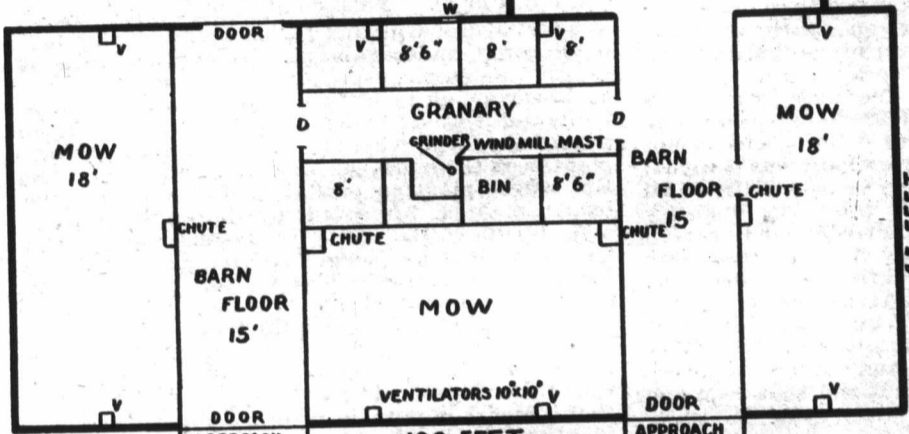 W
DOOR
V
V
8'6"
8'
V
8'
V
GRANARY
MOW
18'
MOW
18'
D
D
GRINDER
WIND MILL MAST
BARN
FLOOR
15
8'
BIN
8'6"
CHUTE
CHUTE
CHUTE
CHUTE
BARN
FLOOR
15'
MOW
VENTILATORS 10"x10"
V
V
V
DOOR
DOOR
APPROACH